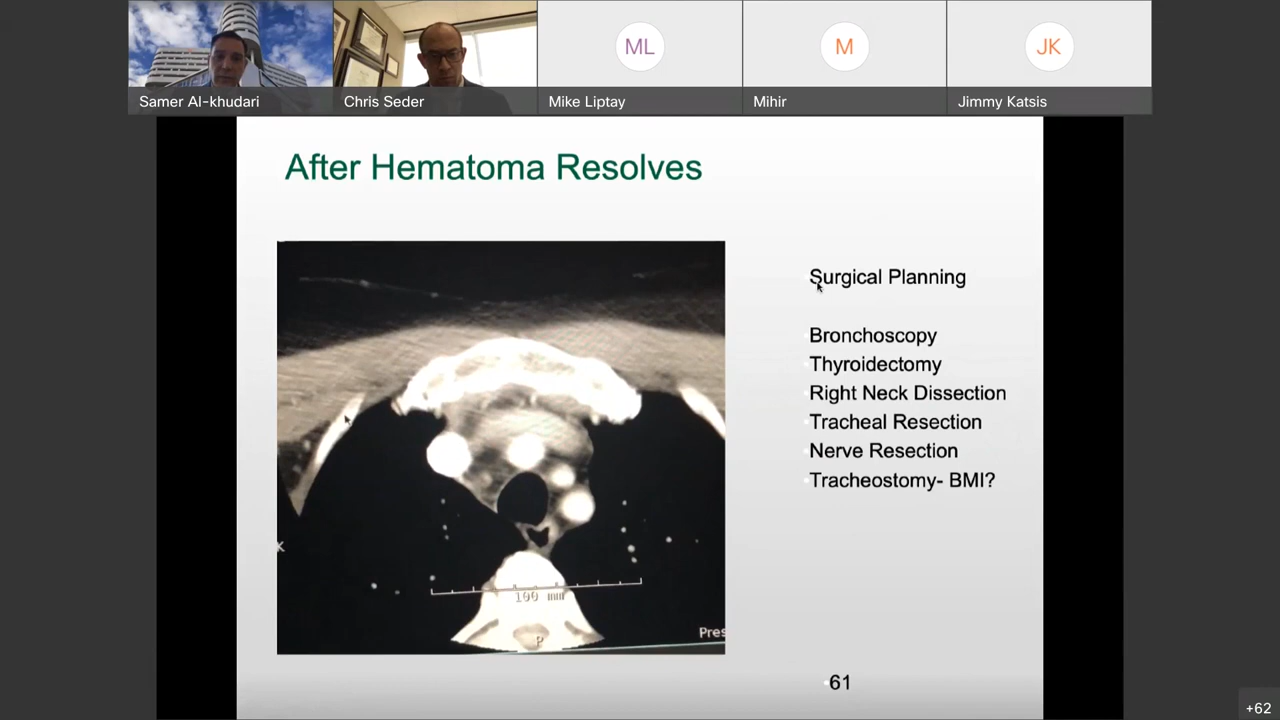 ML
M
JK
Samer Al-khudari
Chris Seder
Mike Liptay
Mihir
Jimmy Katsis
After Hematoma Resolves
Surgical Planning
Bronchoscopy
Thyroidectomy
Right Neck Dissection
Tracheal Resection
Nerve Resection
Tracheostomy- BMI?
100 mm
P
Pres
61
+62